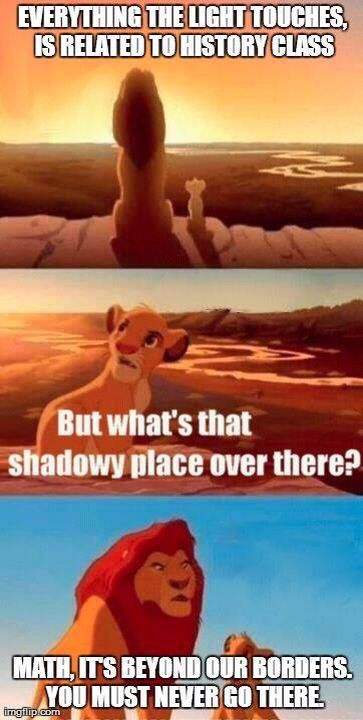 EVERYTHING THE LIGHT TOUCHES,
IS RELATED TO HISTORY CLASS
But what's that
shadowy place over there?
MATH, IT'S BEYOND OUR BORDERS.
YOU MUST NEVER GO THERE.
imgflip.com